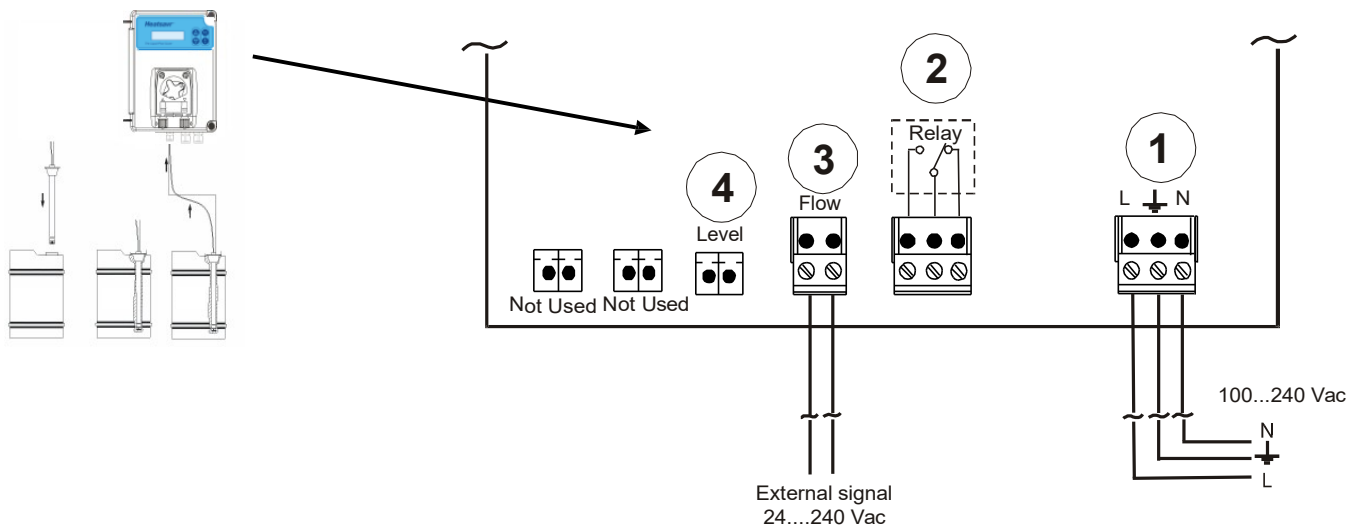 2
Relay
1
3
4
L N
Flow
Level
Not Used Not Used
100...240 Vac
N
L
External signal
24....240 Vac